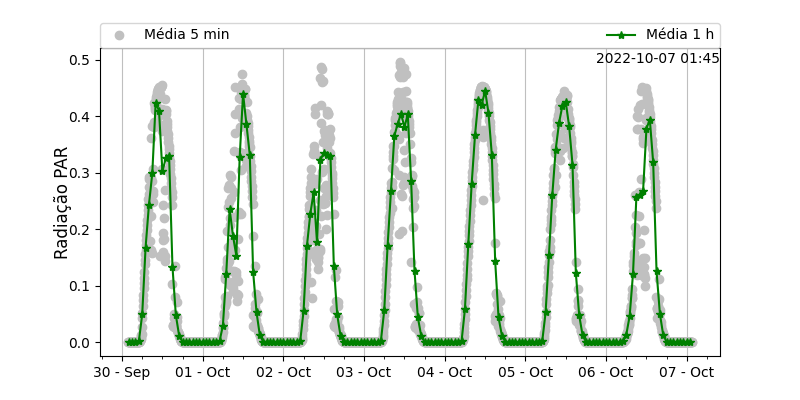 Média 5 min
Média 1 h
2022-10-07 01:45
Radiação PAR
0.5
0.4
0.3
0.2
0.1
0.0
30 - Sep
01 - Oct
02 - Oct
03 - Oct
04 - Oct
05 - Oct
06 - Oct
07 - Oct